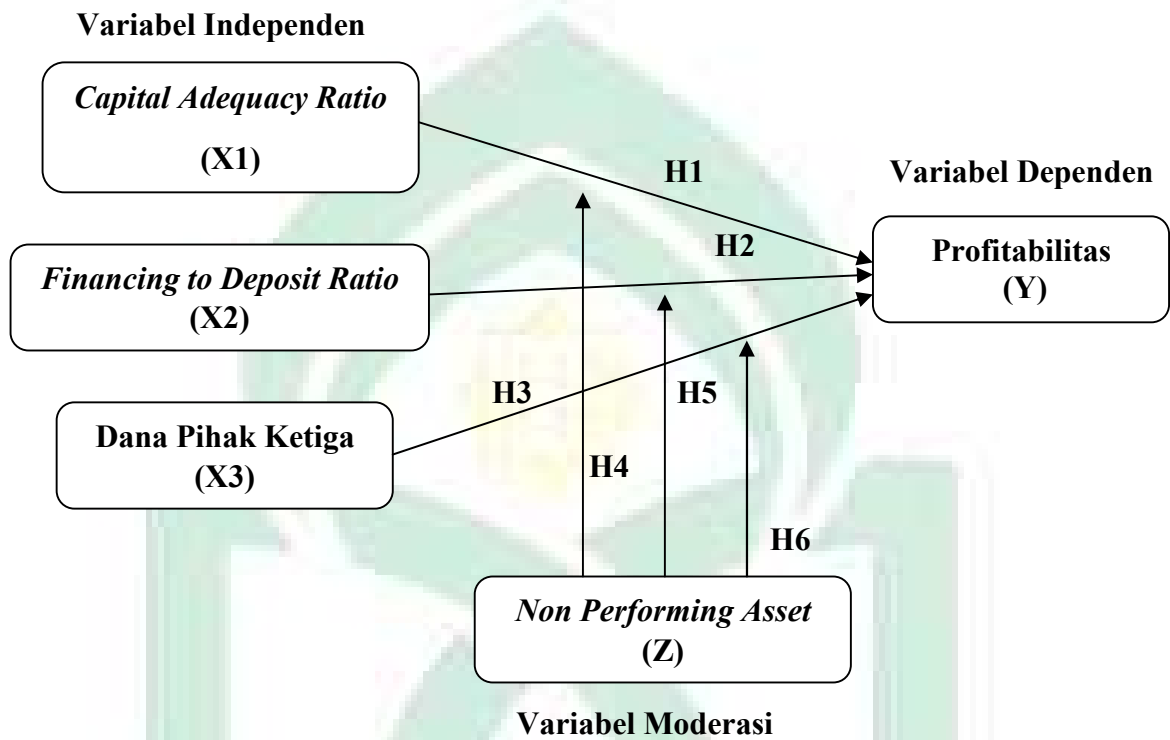 Variabel Independen
Capital Adequacy Ratio
(X1)
H1
Variabel Dependen
H2
Profitabilitas
(Y)
Financing to Deposit Ratio
(X2)
H3
H5
Dana Pihak Ketiga
(X3)
H4
H6
Non Performing Asset
(Z)
Variabel Moderasi